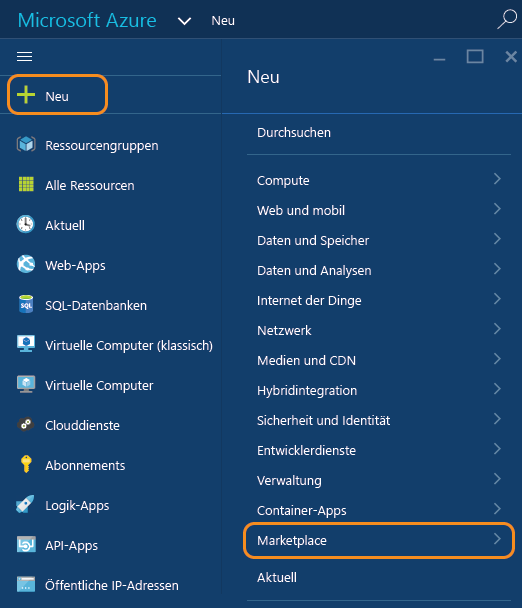 Microsoft Azure Neu
Neu
Ressourcengruppen
Alle Ressourcen
Aktuell
Web-Apps
SQL
SQL-Datenbanken
Virtuelle Computer (klassisch)
Virtuelle Computer
Clouddienste
Abonnements
Logik-Apps
API-Apps
Öffentliche IP-Adressen
Neu
Durchsuchen
Compute
Web und mobil
Daten und Speicher
Daten und Analysen
Internet der Dinge
Netzwerk
Medien und CDN
Hybridintegration
Sicherheit und Identität
Entwicklerdienste
Verwaltung
Container-Apps
Marketplace
Aktuell